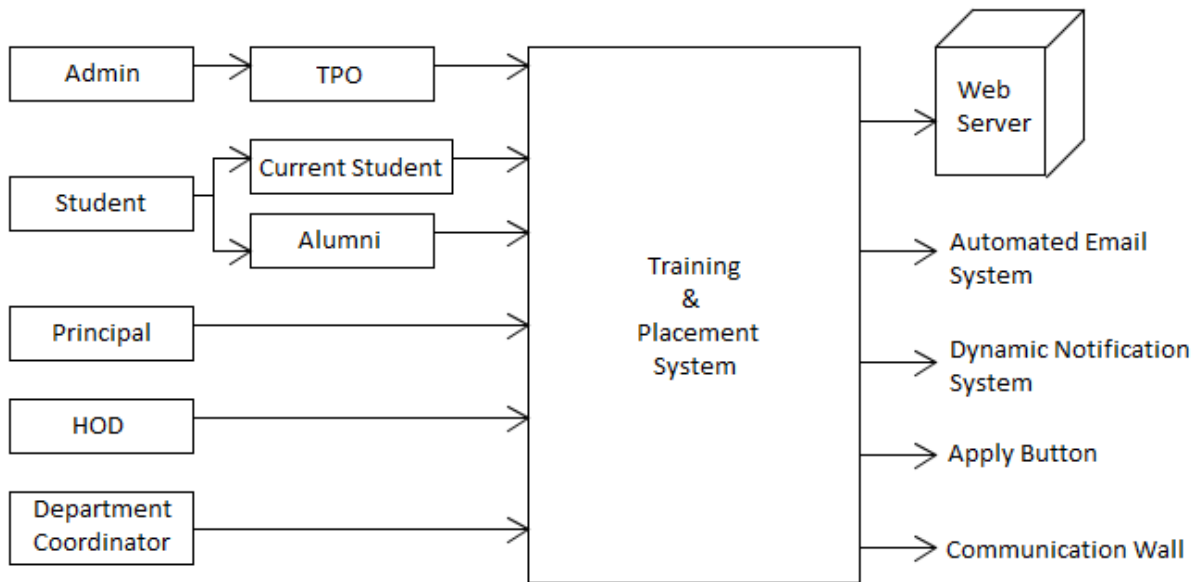 Admin
TPO
Current Student
Student
Alumni
Principal
HOD
Department
Coordinator
Training
&
Placement
System
Web
Server
Automated Email
System
Dynamic Notification
System
Apply Button
Communication Wall